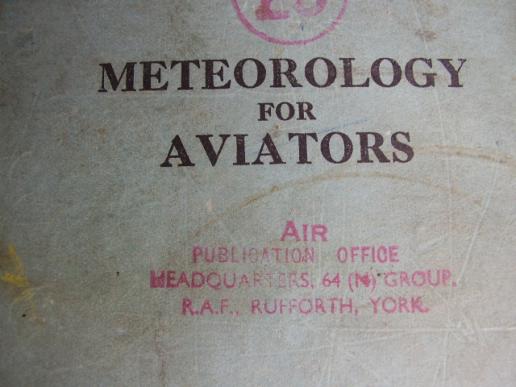 METEOROLOGY
FOR
AVIATORS
AIR
PUBLICATION OFFICE
HEADQUARTERS, 64 (N) GROUP,
R.A.F., RUFFORTH, YORK.